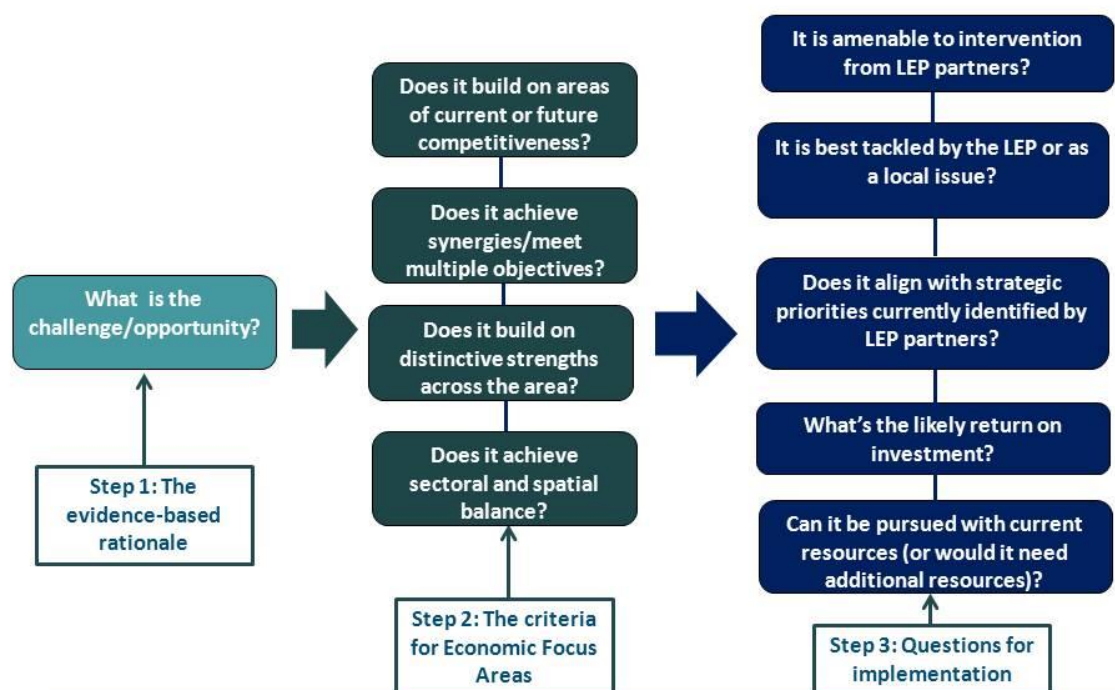 What is the
challenge/opportunity?
Step 1: The
evidence-based
rationale
Does it build on areas
of current or future
competitiveness?
Does it achieve
synergies/meet
multiple objectives?
Does it build on
distinctive strengths
across the area?
Does it achieve
sectoral and spatial
balance?
Step 2: The criteria
for Economic Focus
Areas
It is amenable to intervention
from LEP partners?
It is best tackled by the LEP or as
a local issue?
Does it align with strategic
priorities currently identified by
LEP partners?
What's the likely return on
investment?
Can it be pursued with current
resources (or would it need
additional resources)?
Step 3: Questions for
implementation